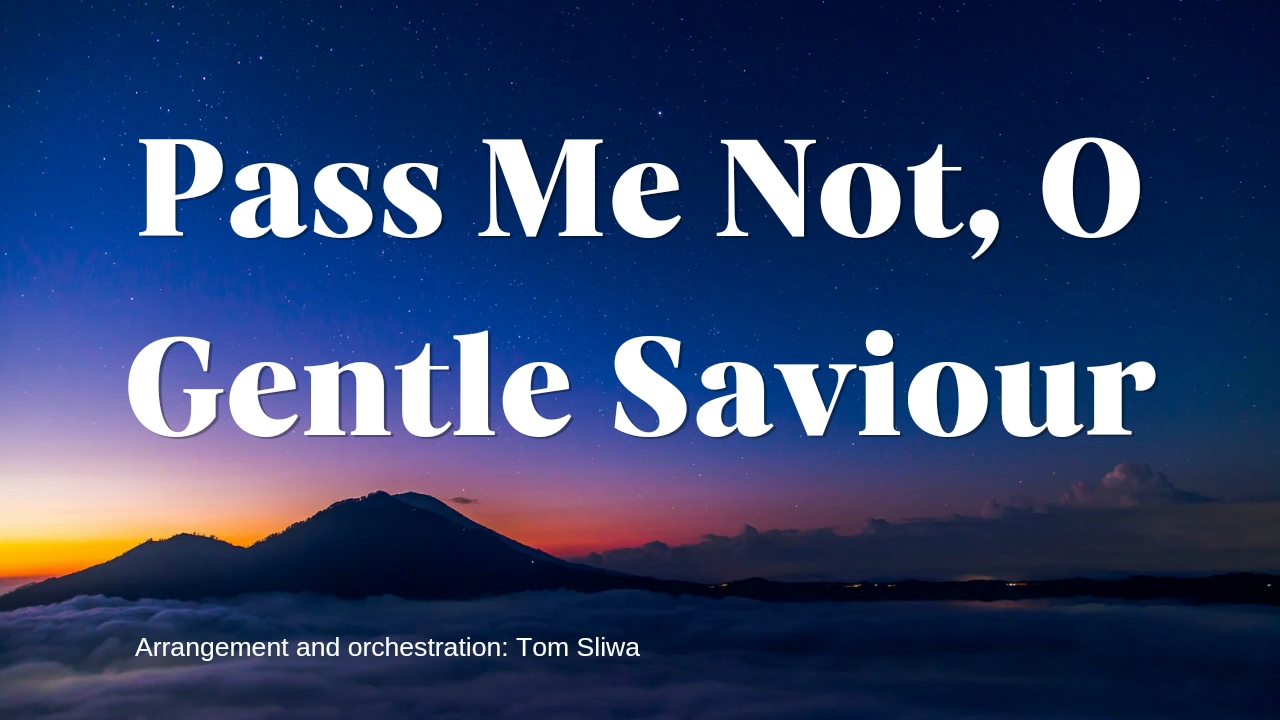 Pass Me Not, O
Gentle Saviour
Arrangement and orchestration: Tom Sliwa